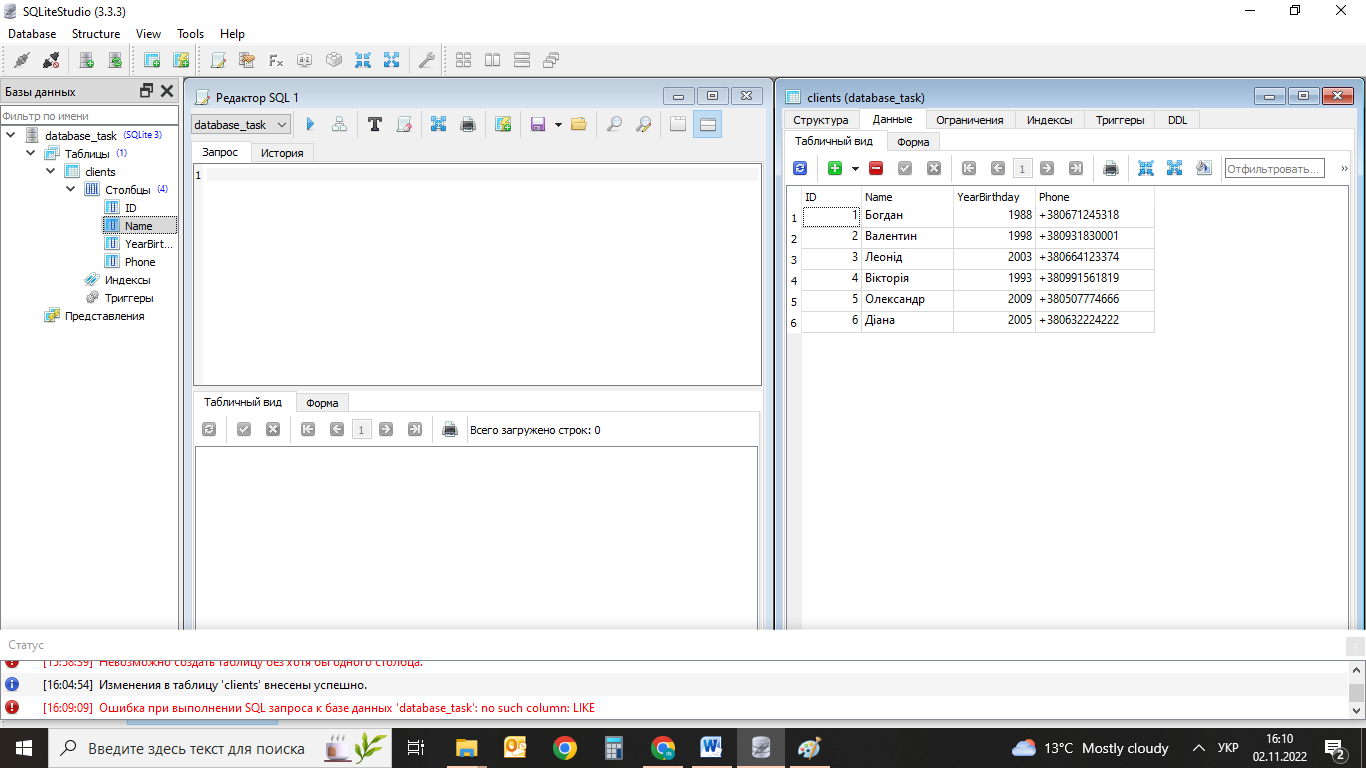 SQLiteStudio (3.3.3)
Database Structure View Tools Help
Базы данных
Фильтр по имени
database_task (SQLite 3)
Таблицы (1)
clients
Столбцы (4)
ID
Name
YearBirt...
Phone
Индексы
Триггеры
Представления
Редактор SQL 1
database_task
Запрос История
1
Табличный вид Форма
1 Всего загружено строк: 0
clients (database_task)
Структура Данные Ограничения Индексы Триггеры DDL
Табличный вид Форма
1 Отфильтровать... »
ID Name YearBirthday Phone
1 1 Богдан 1988 +380671245318
2 2 Валентин 1998 +380931830001
3 3 Леонід 2003 +380664123374
4 4 Вікторія 1993 +380991561819
5 5 Олександр 2009 +380507774666
6 6 Діана 2005 +380632224222
Статус
[15:58:59] Невозможно создать таблицу без хотя бы одного столбца.
[16:04:54] Изменения в таблицу 'clients' внесены успешно.
[16:09:09] Ошибка при выполнении SQL запроса к базе данных 'database_task': no such column: LIKE
Введите здесь текст для поиска
13°C Mostly cloudy
УКР
16:10
02.11.2022
2